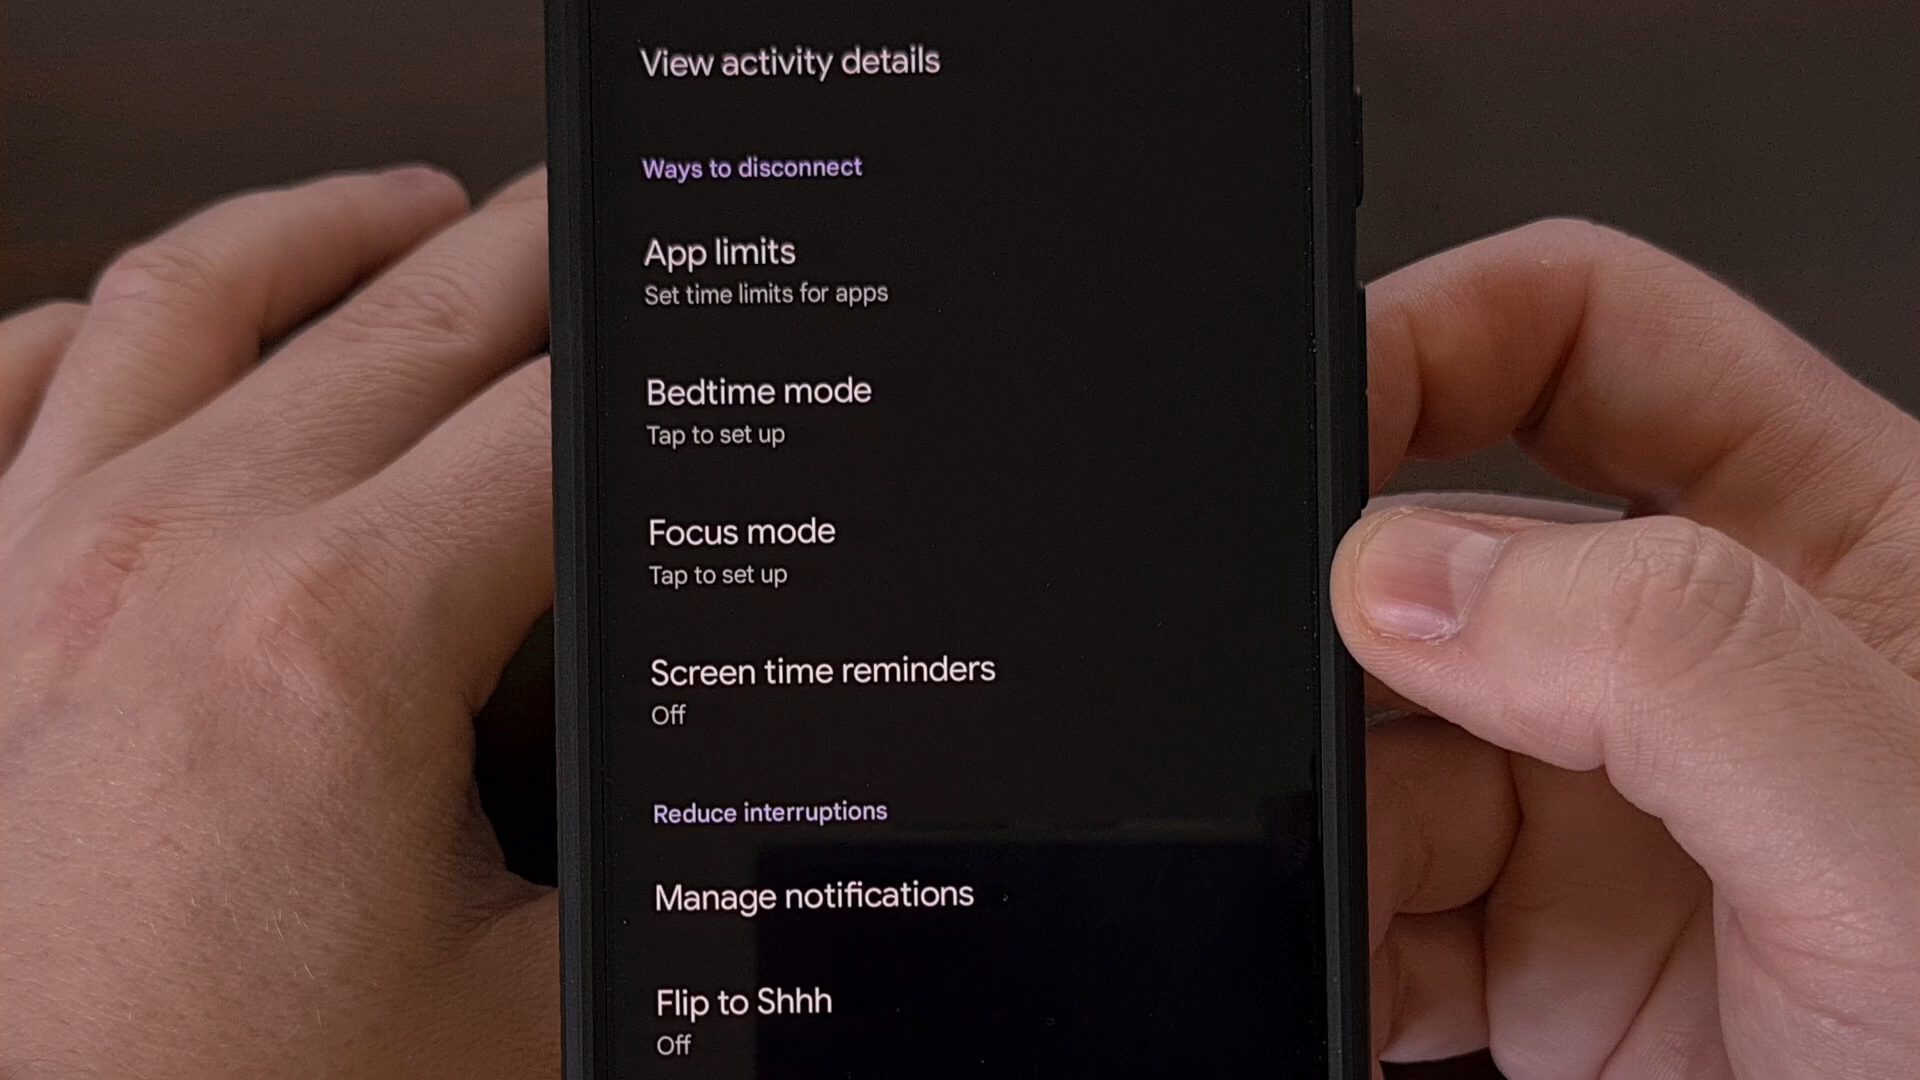 View activity details
Ways to disconnect
App limits
Set time limits for apps
Bedtime mode
Tap to set up
Focus mode
Tap to set up
Screen time reminders
Off
Reduce interruptions
Manage notifications
Flip to Shhh
Off